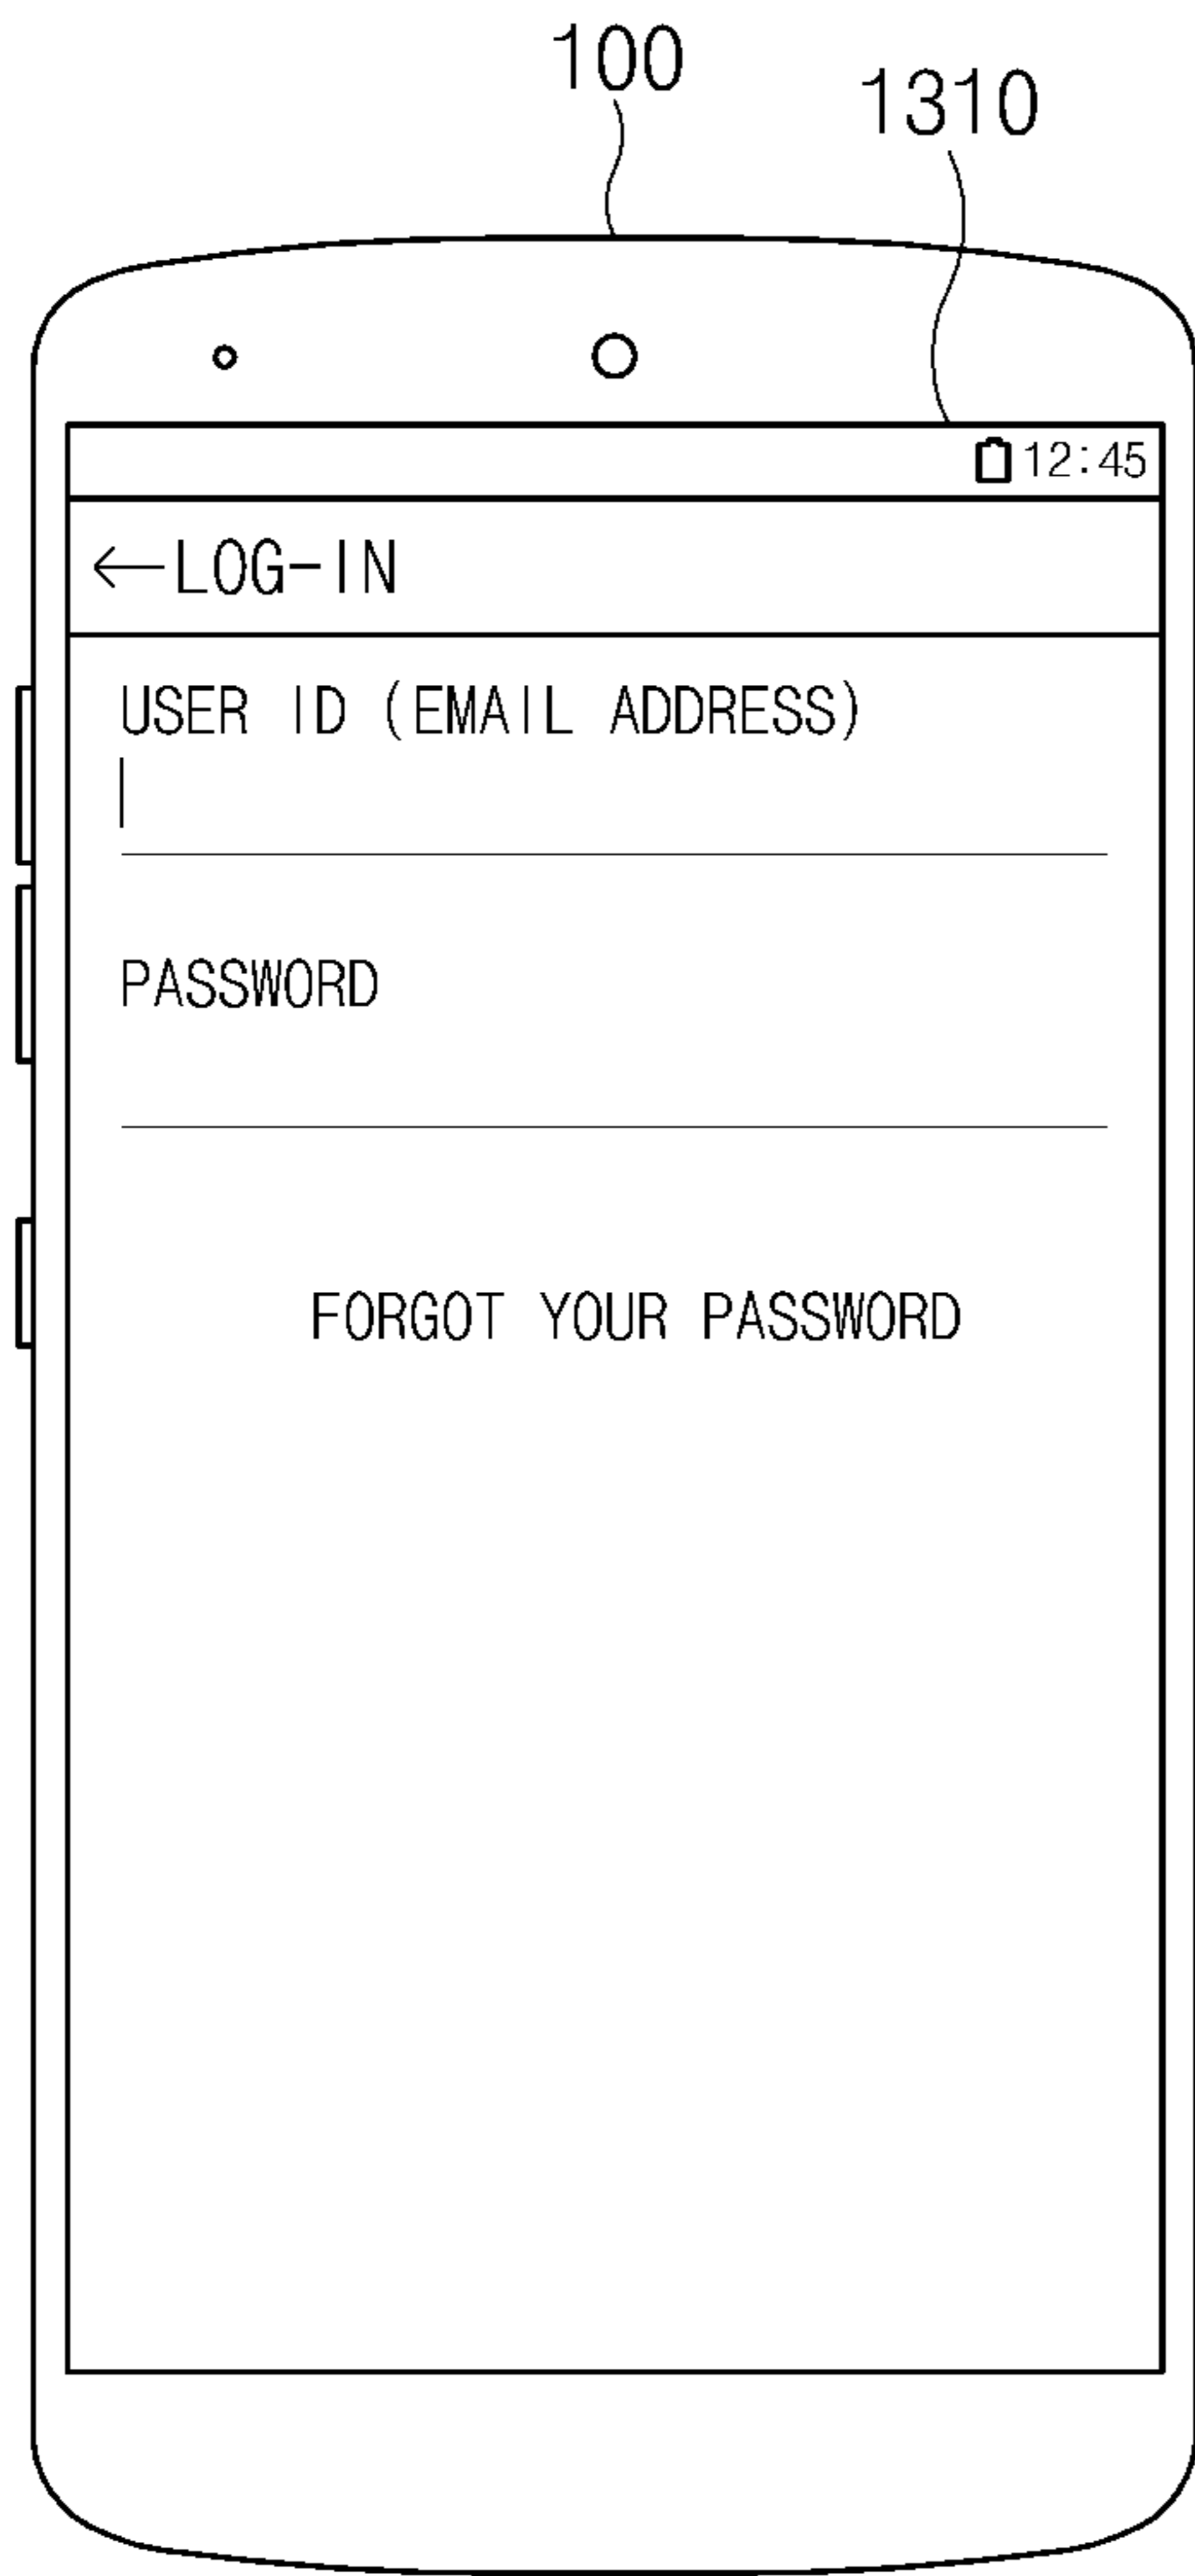 100
1310
12:45
←LOG-IN
USER ID (EMAIL ADDRESS)
PASSWORD
FORGOT YOUR PASSWORD